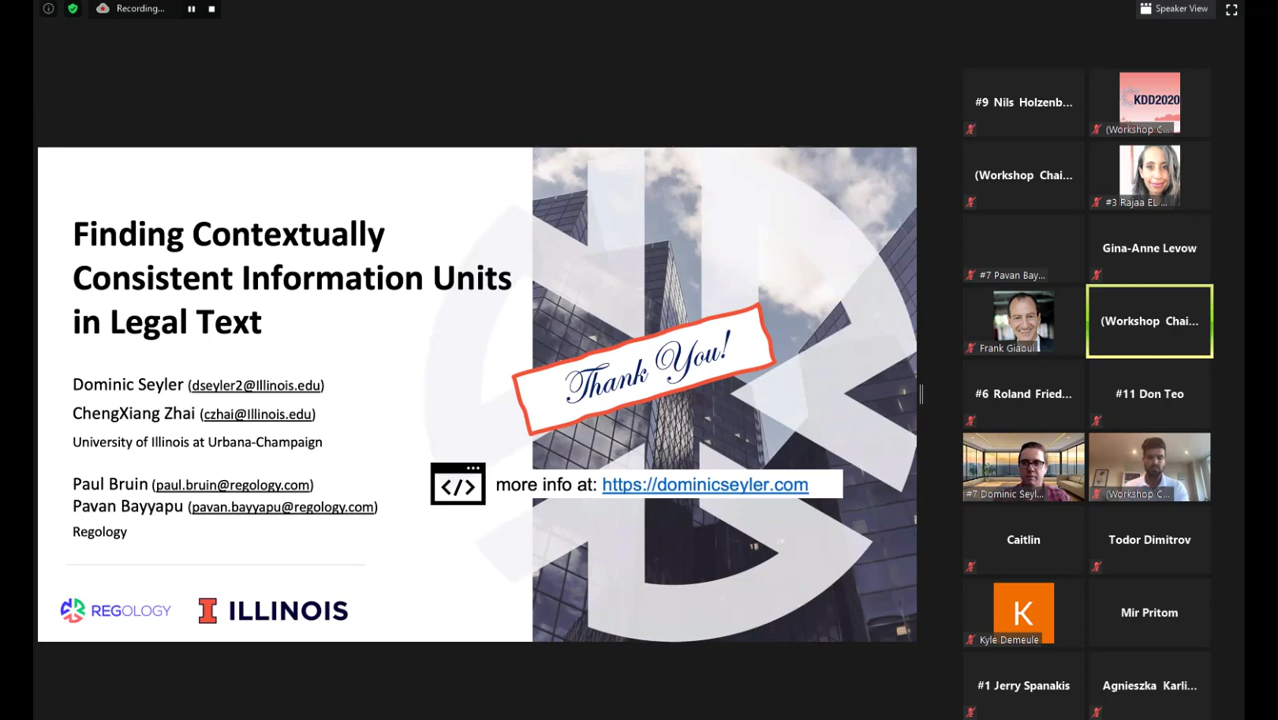 Recording...
Speaker View
Finding Contextually
Consistent Information Units
in Legal Text
Dominic Seyler (dseyler2@Illinois.edu)
ChengXiang Zhai (czhai@Illinois.edu)
University of Illinois at Urbana-Champaign
Paul Bruin (paul.bruin@regology.com)
Pavan Bayyapu (pavan.bayyapu@regology.com)
Regology
REGOLOGY
ILLINOIS
Thank You!
</>
more info at: https://dominicseyler.com
#9 Nils Holzenb...
KDD2020
(Workshop C...
(Workshop Chai...
#3 Rajaa EL ...
#7 Pavan Bay...
Gina-Anne Levow
Frank Giaoui
(Workshop Chai...
#6 Roland Fried...
#11 Don Teo
#7 Dominic Seyl...
(Workshop C...
Caitlin
Todor Dimitrov
K
Kyle Demeule
Mir Pritom
#1 Jerry Spanakis
Agnieszka Karli...